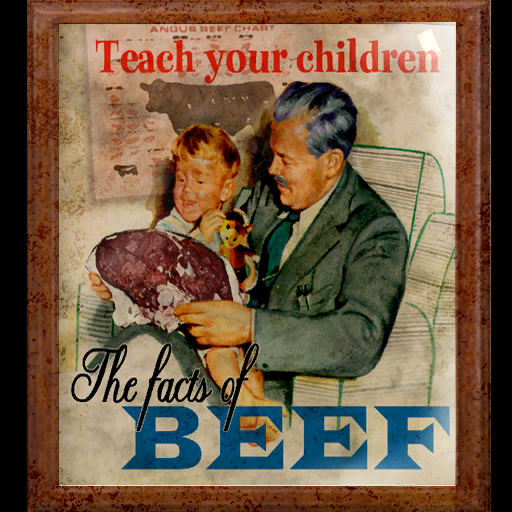 ANGUS BEEF CHART
Teach your children
The facts of
BEEF